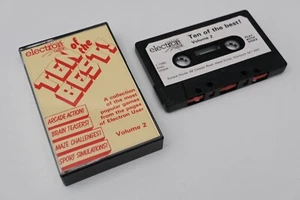 electron
TEN
of the
BEST!
ARCADE ACTION!
BRAIN TEASERS!
MAZE CHALLENGES!
SPORT SIMULATIONS!
A collection
of the most
popular games
from the pages
of Electron User
Volume 2
electron
Ten of the best!
Volume 2